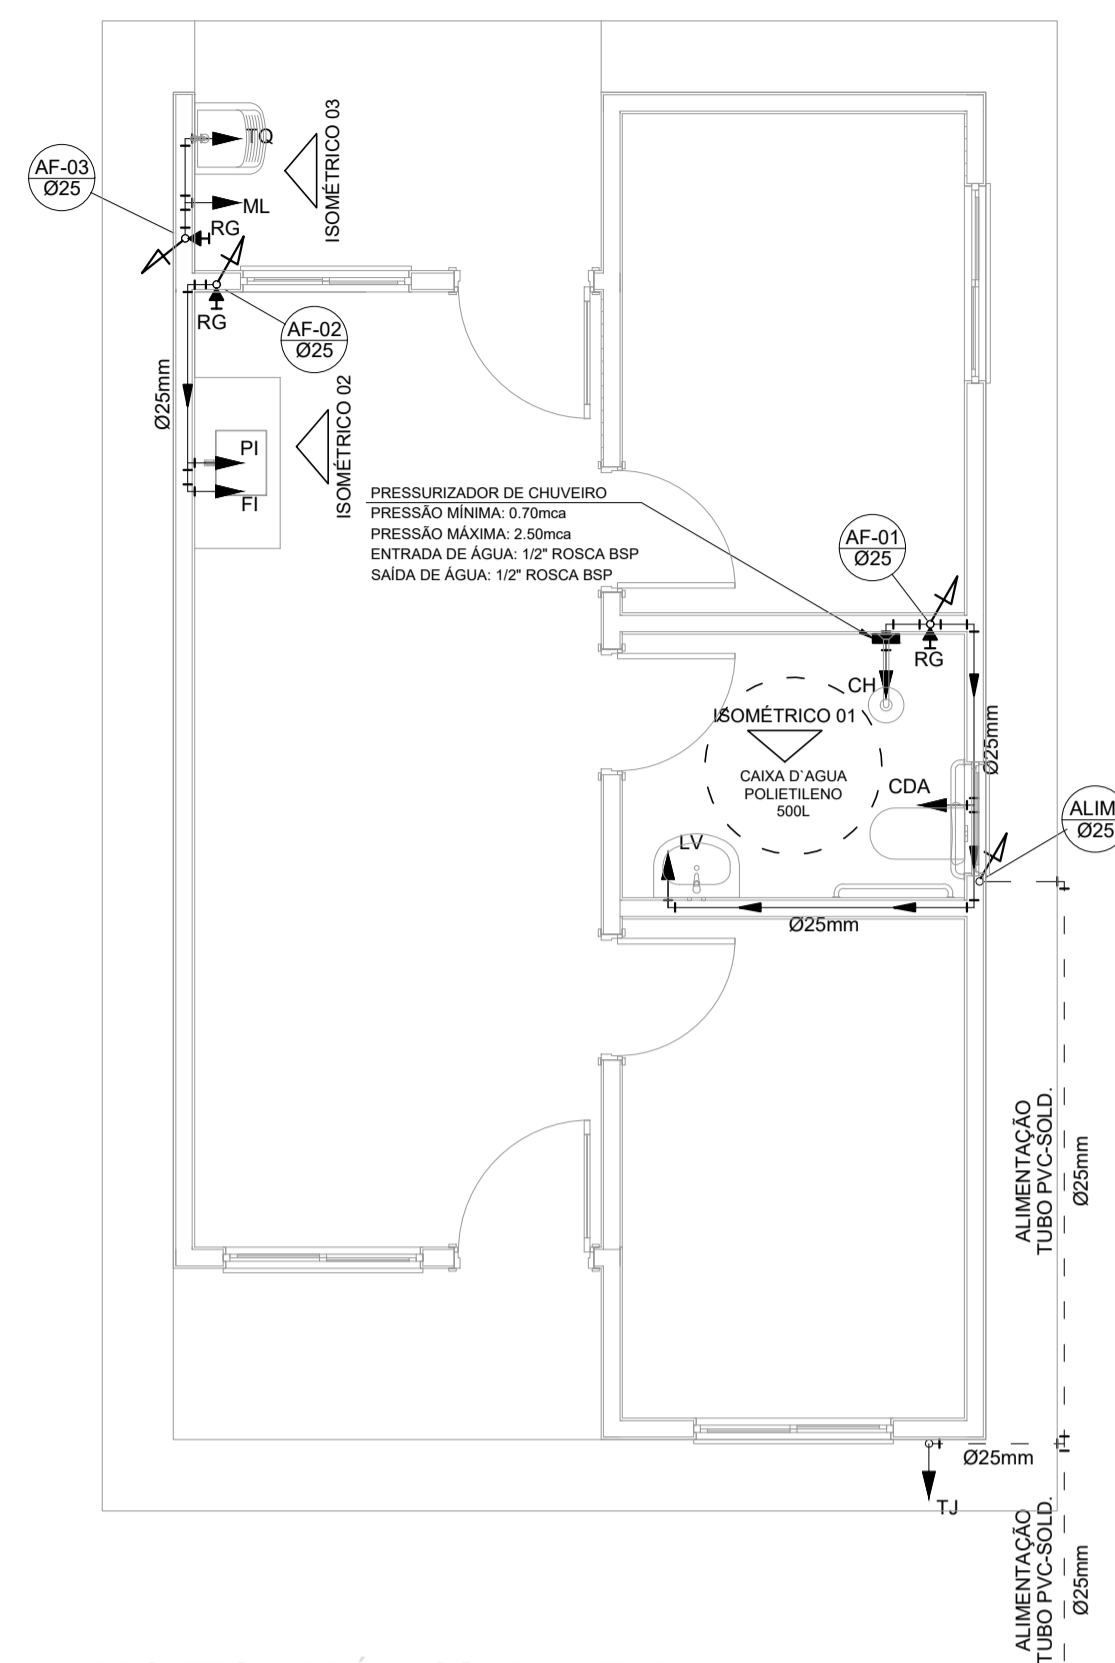 TQ
ISOMÉTRICO 03
AF-03
Ø25
ML
RG
RG
AF-02
Ø25
Ø25mm
ISOMÉTRICO 02
PI
FI
PRESSURIZADOR DE CHUVEIRO
PRESSÃO MÍNIMA: 0.70mca
PRESSÃO MÁXIMA: 2.50mca
ENTRADA DE ÁGUA: 1/2" ROSCA BSP
SAÍDA DE ÁGUA: 1/2" ROSCA BSP
AF-01
Ø25
RG
CH
ISOMÉTRICO 01
Ø25mm
CAIXA D`AGUA
POLIETILENO
500L
CDA
ALIM
Ø25
LV
Ø25mm
ALIMENTAÇÃO
TUBO PVC-SOLD.
Ø25mm
Ø25mm
TJ
ALIMENTAÇÃO
TUBO PVC-SOLD.
Ø25mm